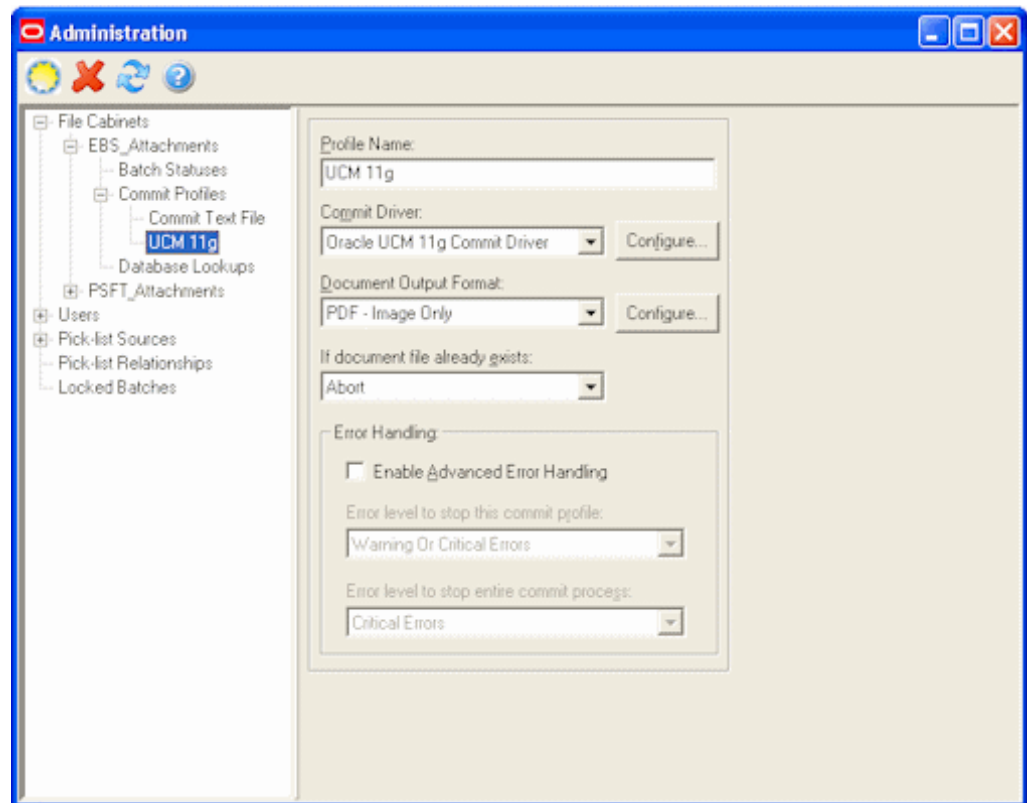 Administration
File Cabinets
EBS_Attachments
Batch Statuses
Commit Profiles
Commit Text File
UCM 11g
Database Lookups
PSFT_Attachments
Users
Pick-list Sources
Pick-list Relationships
Locked Batches
Profile Name:
UCM 11g
Commit Driver:
Oracle UCM 11g Commit Driver
Configure...
Document Output Format:
PDF - Image Only
Configure...
If document file already exists:
Abort
Error Handling:
Enable Advanced Error Handling
Error level to stop this commit profile:
Warning Or Critical Errors
Error level to stop entire commit process:
Critical Errors